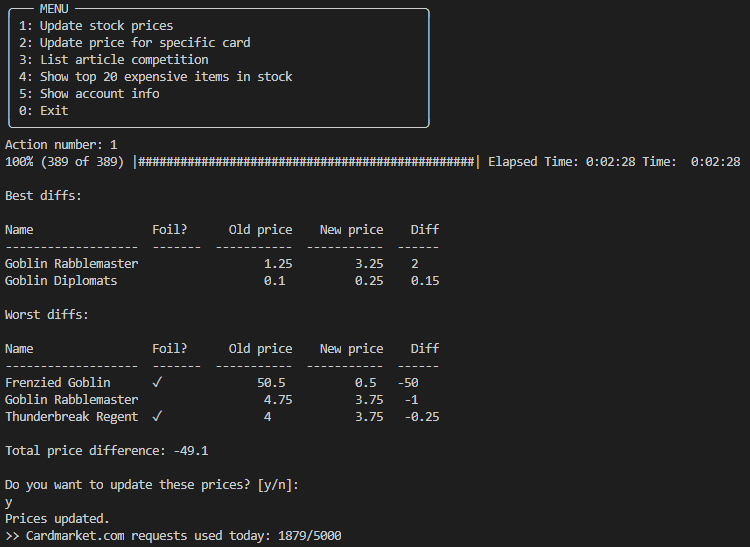 MENU
1: Update stock prices
2: Update price for specific card
3: List article competition
4: Show top 20 expensive items in stock
5: Show account info
0: Exit
Action number: 1
100% (389 of 389) |################################################| Elapsed Time: 0:02:28 Time:  0:02:28
Best diffs:
Name                 Foil?      Old price    New price    Diff
-------------------  -------  -----------  -----------  ------
Goblin Rabblemaster                  1.25         3.25    2
Goblin Diplomats                     0.1          0.25    0.15
Worst diffs:
Name                 Foil?      Old price    New price    Diff
-------------------  -------  -----------  -----------  ------
Frenzied Goblin      ✓              50.5          0.5   -50
Goblin Rabblemaster                  4.75         3.75   -1
Thunderbreak Regent  ✓               4            3.75   -0.25
Total price difference: -49.1
Do you want to update these prices? [y/n]:
y
Prices updated.
>> Cardmarket.com requests used today: 1879/5000